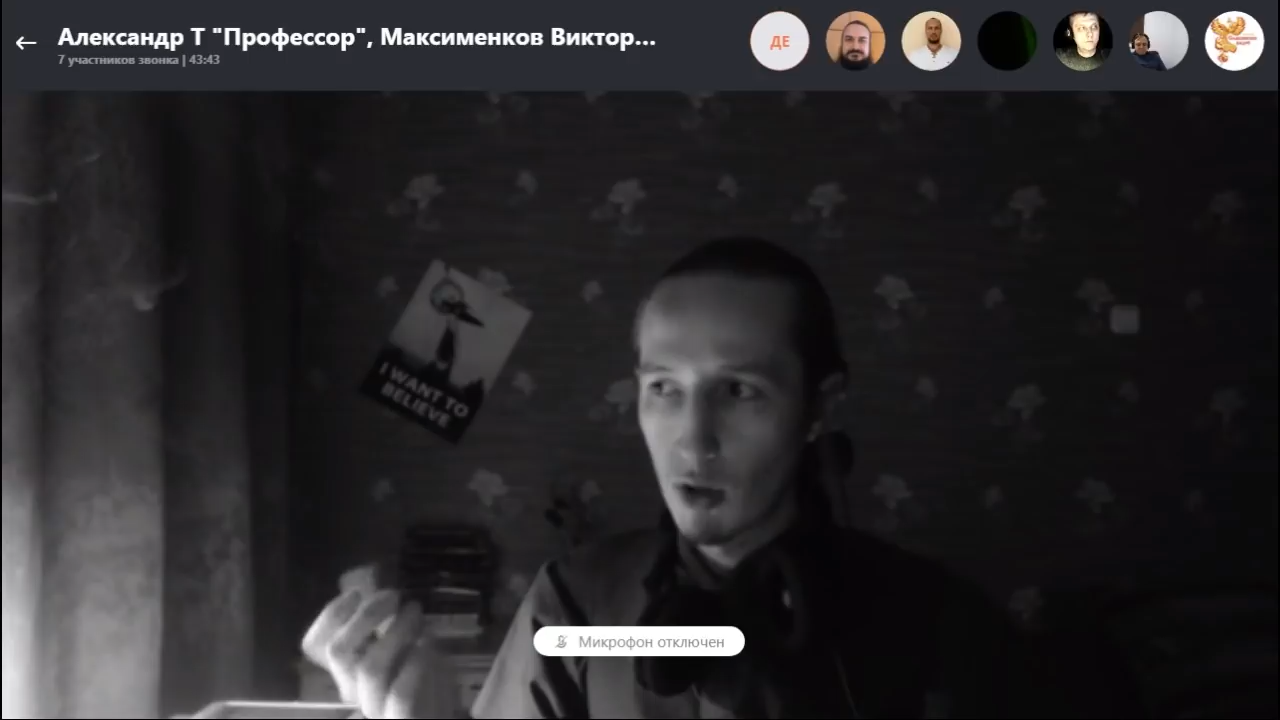 Александр Т "Профессор", Максименков Виктор...
7 участников звонка | 43:43
ДЕ
I WANT TO
BELIEVE
Микрофон отключен